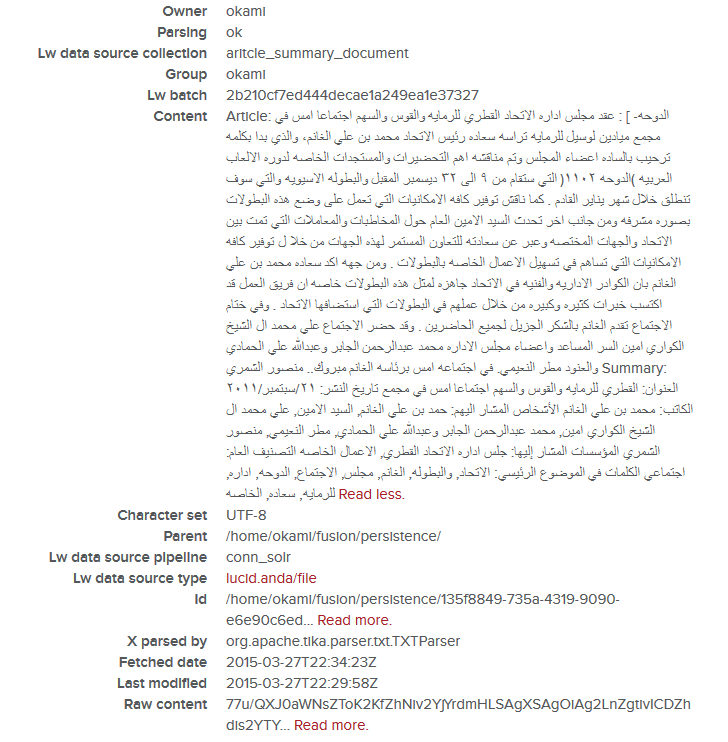 Owner okami
Parsing ok
Lw data source collection aritcle_summary_document
Group okami
Lw batch 2b210cf7ed444decae1a249ea1e37327
Content Article: الدوحه- ] : عقد مجلس اداره الاتحاد القطري للرمايه والقوس والسهم اجتماعا امس في
مجمع ميادين لوسيل للرمايه تراسه سعاده رئيس الاتحاد محمد بن علي الغانم، والذي بدا بكلمه
ترحيب بالساده اعضاء المجلس وتم مناقشه اهم التحضيرات والمستجدات الخاصه لدوره الالعاب
العربيه )الدوحه ١١٠٢( التي ستقام من ٩ الى ٣٢ ديسمبر المقبل والبطوله الاسيويه والتي سوف
تنطلق خلال شهر يناير القادم . كما ناقش توفير كافه الامكانيات التي تعمل على وضع هذه البطولات
بصوره مشرفه ومن جانب اخر تحدث السيد الامين العام حول المخاطبات والمعاملات التي تمت بين
الاتحاد والجهات المختصه وعبر عن سعادته للتعاون المستمر لهذه الجهات من خلا ل توفير كافه
الامكانيات التي تساهم في تسهيل الاعمال الخاصه بالبطولات . ومن جهه اكد سعاده محمد بن علي
الغانم بان الكوادر الاداريه والفنيه في الاتحاد جاهزه لمثل هذه البطولات خاصه ان فريق العمل قد
اكتسب خبرات كثيره وكبيره من خلال عملهم في البطولات التي استضافها الاتحاد . وفي ختام
الاجتماع تقدم الغانم بالشكر الجزيل لجميع الحاضرين . وقد حضر الاجتماع علي محمد ال الشيخ
الكواري امين السر المساعد واعضاء مجلس الاداره محمد عبدالرحمن الجابر وعبدالله علي الحمادي
والعنود مطر النعيمي. في اجتماعه امس برئاسه الغانم مبروك.. منصور الشمري Summary:
العنوان: القطري للرمايه والقوس والسهم اجتماعا امس في مجمع تاريخ النشر: ٢١/سبتمبر/٢٠١١
الكاتب: محمد بن علي الغانم الأشخاص المشار اليهم: حمد بن علي الغانم, السيد الامين, علي محمد ال
الشيخ الكواري امين, محمد عبدالرحمن الجابر وعبدالله علي الحمادي, مطر النعيمي, منصور
الشمري المؤسسات المشار إليها: جلس اداره الاتحاد القطري, الاعمال الخاصه التصنيف العام:
اجتماعي الكلمات في الموضوع الرئيسي: الاتحاد, والبطوله, الغانم, مجلس, الاجتماع, الدوحه, اداره,
للرمايه, سعاده, الخاصه Read less.
Character set UTF-8
Parent /home/okami/fusion/persistence/
Lw data source pipeline conn_solr
Lw data source type lucid.anda/file
Id /home/okami/fusion/persistence/135f8849-735a-4319-9090-
e6e90c6ed... Read more.
X parsed by org.apache.tika.parser.txt.TXTParser
Fetched date 2015-03-27T22:34:23Z
Last modified 2015-03-27T22:29:58Z
Raw content 77u/QXJ0aWNsZToK2KfZhNiv2YjYrdmHLSAgXSAgOiAg2LnZgtivICDZh
dis2YTY... Read more.